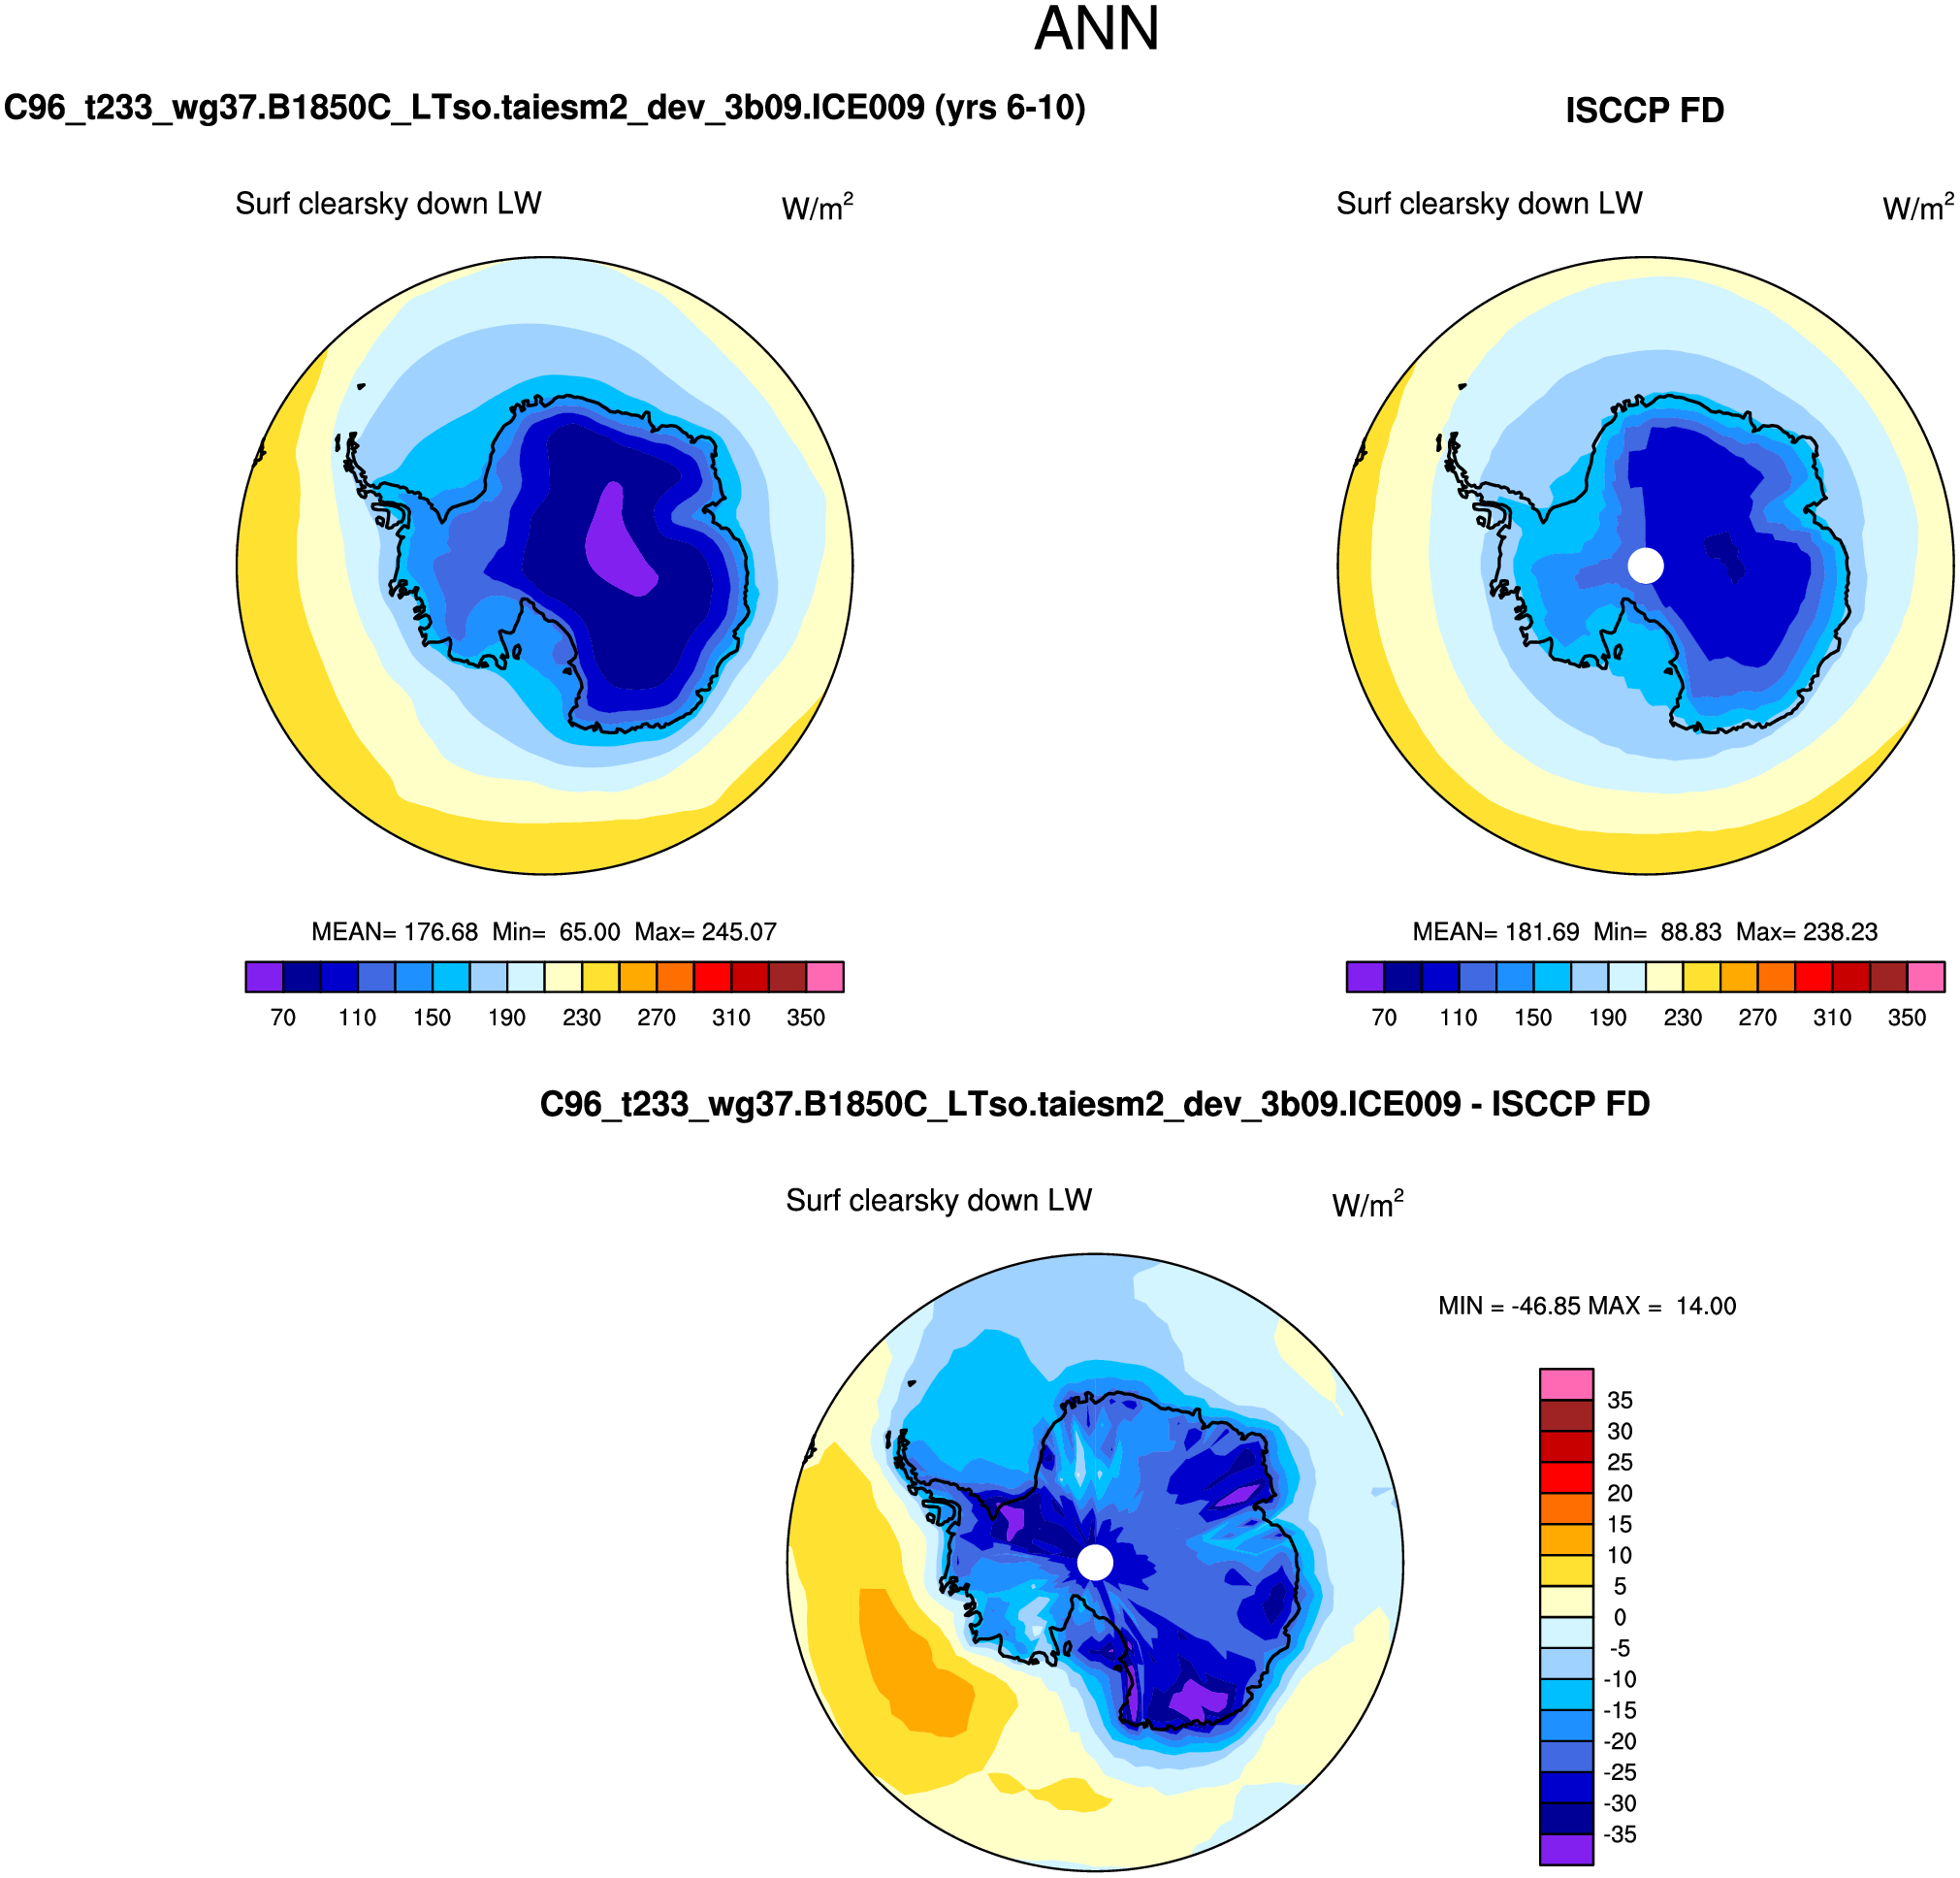 ANN
C96_t233_wg37.B1850C_LTso.taiesm2_dev_3b09.ICE009 (yrs 6-10)
ISCCP FD
Surf clearsky down LW W/m²
Surf clearsky down LW W/m²
MEAN= 176.68 Min= 65.00 Max= 245.07
MEAN= 181.69 Min= 88.83 Max= 238.23
70 110 150 190 230 270 310 350
70 110 150 190 230 270 310 350
C96_t233_wg37.B1850C_LTso.taiesm2_dev_3b09.ICE009 - ISCCP FD
Surf clearsky down LW W/m²
MIN = -46.85 MAX = 14.00
35
30
25
20
15
10
5
0
-5
-10
-15
-20
-25
-30
-35